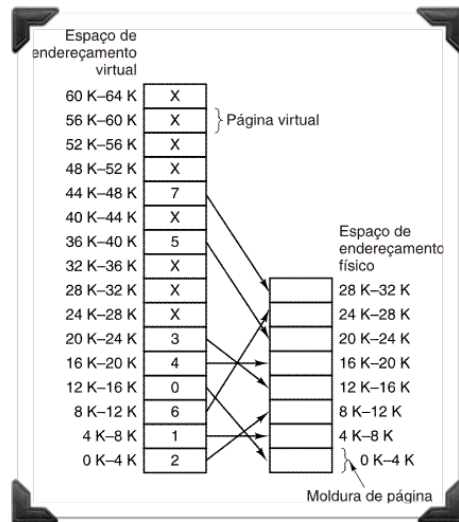 Espaço de
endereçamento
virtual
60 K–64 K X
56 K–60 K X Página virtual
52 K–56 K X
48 K–52 K X
44 K–48 K 7
40 K–44 K X
36 K–40 K 5
32 K–36 K X
28 K–32 K X
24 K–28 K X
20 K–24 K 3
16 K–20 K 4
12 K–16 K 0
8 K–12 K 6
4 K–8 K 1
0 K–4 K 2
Espaço de
endereçamento
físico
28 K–32 K
24 K–28 K
20 K–24 K
16 K–20 K
12 K–16 K
8 K–12 K
4 K–8 K
0 K–4 K
Moldura de página